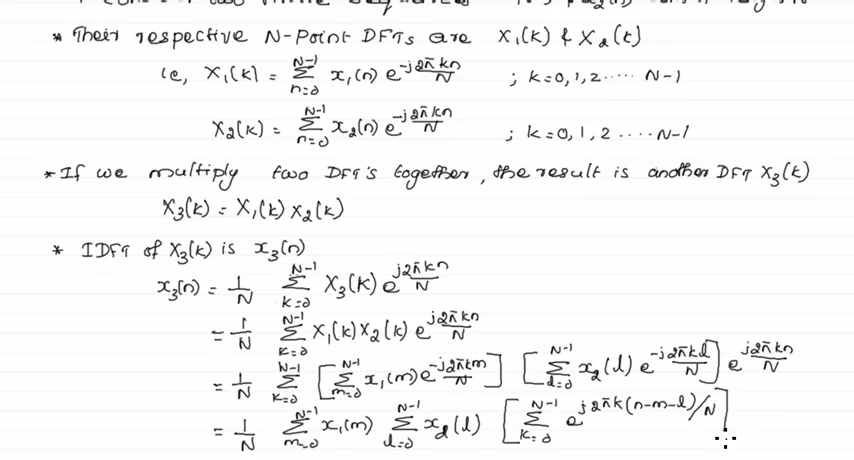 * Their respective N-Point DFTs are X₁(k) & X₂(k)
ie, X₁(k) = Σ_{n=0}^{N-1} x₁(n) e^{-j2πkn/N} ; k=0,1,2..... N-1
X₂(k) = Σ_{n=0}^{N-1} x₂(n) e^{-j2πkn/N} ; k=0,1,2....N-1
* If we multiply two DFT's together, the result is another DFT X₃(k)
X₃(k) = X₁(k) X₂(k)
* IDFT of X₃(k) is x₃(n)
x₃(n) = 1/N Σ_{k=0}^{N-1} X₃(k) e^{j2πkn/N}
= 1/N Σ_{k=0}^{N-1} X₁(k) X₂(k) e^{j2πkn/N}
= 1/N Σ_{k=0}^{N-1} [Σ_{m=0}^{N-1} x₁(m) e^{-j2πkm/N}] [Σ_{l=0}^{N-1} x₂(l) e^{-j2πkl/N}] e^{j2πkn/N}
= 1/N Σ_{m=0}^{N-1} x₁(m) Σ_{l=0}^{N-1} x₂(l) [Σ_{k=0}^{N-1} e^{j2πk(n-m-l)/N}]